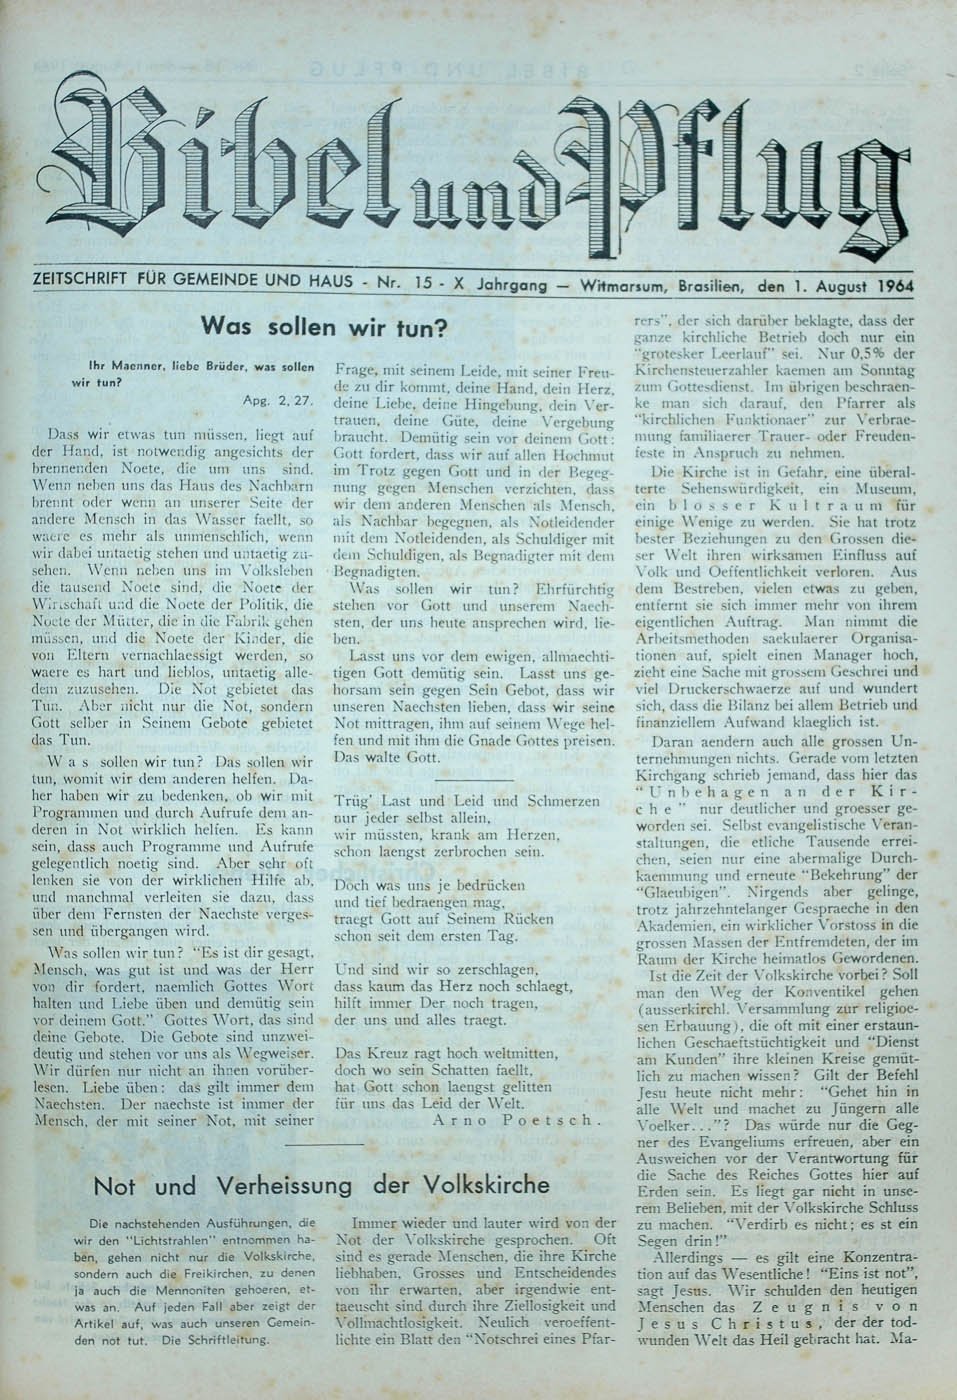 Bibel und Pflug
ZEITSCHRIFT FÜR GEMEINDE UND HAUS - Nr. 15 - X Jahrgang — Witmarsum, Brasilien, den 1. August 1964
Was sollen wir tun?
Ihr Maenner, liebe Brüder, was sollen
wir tun?
Apg. 2, 27.
Dass wir etwas tun müssen, liegt auf
der Hand, ist notwendig angesichts der
brennenden Noete, die um uns sind.
Wenn neben uns das Haus des Nachbarn
brennt oder wenn an unserer Seite der
andere Mensch in das Wasser faellt, so
waere es mehr als unmenschlich, wenn
wir dabei untaetig stehen und untaetig zu-
sehen. Wenn neben uns im Volksleben
die tausend Noete sind, die Noete der
Wirtschaft und die Noete der Politik, die
Noete der Mütter, die in die Fabrik gehen
müssen, und die Noete der Kinder, die
von Eltern vernachlaessigt werden, so
waere es hart und lieblos, untaetig alle-
dem zuzusehen. Die Not gebietet das
Tun. Aber nicht nur die Not, sondern
Gott selber in Seinem Gebote gebietet
das Tun.
W a s sollen wir tun? Das sollen wir
tun, womit wir dem anderen helfen. Da-
her haben wir zu bedenken, ob wir mit
Programmen und durch Aufrufe dem an-
deren in Not wirklich helfen. Es kann
sein, dass auch Programme und Aufrufe
gelegentlich noetig sind. Aber sehr oft
lenken sie von der wirklichen Hilfe ab,
und manchmal verleiten sie dazu, dass
über dem Fernsten der Naechste verges-
sen und übergangen wird.
Was sollen wir tun? "Es ist dir gesagt,
Mensch, was gut ist und was der Herr
von dir fordert, naemlich Gottes Wort
halten und Liebe üben und demütig sein
vor deinem Gott." Gottes Wort, das sind
deine Gebote. Die Gebote sind unzwei-
deutig und stehen vor uns als Wegweiser.
Wir dürfen nur nicht an ihnen vorüber-
lesen. Liebe üben: das gilt immer dem
Naechsten. Der naechste ist immer der
Mensch, der mit seiner Not, mit seiner
Frage, mit seinem Leide, mit seiner Freu-
de zu dir kommt, deine Hand, dein Herz,
deine Liebe, deine Hingebung, dein Ver-
trauen, deine Güte, deine Vergebung
braucht. Demütig sein vor deinem Gott:
Gott fordert, dass wir auf allen Hochmut
im Trotz gegen Gott und in der Begeg-
nung gegen Menschen verzichten, dass
wir dem anderen Menschen als Mensch,
als Nachbar begegnen, als Notleidender
mit dem Notleidenden, als Schuldiger mit
dem Schuldigen, als Begnadigter mit dem
Begnadigten.
Was sollen wir tun? Ehrfürchtig
stehen vor Gott und unserem Naech-
sten, der uns heute ansprechen wird, lie-
ben.
Lasst uns vor dem ewigen, allmaechti-
tigen Gott demütig sein. Lasst uns ge-
horsam sein gegen Sein Gebot, dass wir
unseren Naechsten lieben, dass wir seine
Not mittragen, ihm auf seinem Wege hel-
fen und mit ihm die Gnade Gottes preisen.
Das walte Gott.
Trüg' Last und Leid und Schmerzen
nur jeder selbst allein,
wir müssten, krank am Herzen,
schon laengst zerbrochen sein.
Doch was uns je bedrücken
und tief bedraengen mag,
traegt Gott auf Seinem Rücken
schon seit dem ersten Tag.
Und sind wir so zerschlagen,
dass kaum das Herz noch schlaegt,
hilft immer Der noch tragen,
der uns und alles traegt.
Das Kreuz ragt hoch weltmitten,
doch wo sein Schatten faellt,
hat Gott schon laengst gelitten
für uns das Leid der Welt.
A r n o P o e t s c h .
Not und Verheissung der Volkskirche
Die nachstehenden Ausführungen, die
wir den "Lichtstrahlen" entnommen ha-
ben, gehen nicht nur die Volkskirche,
sondern auch die Freikirchen, zu denen
ja auch die Mennoniten gehoeren, et-
was an. Auf jeden Fall aber zeigt der
Artikel auf, was auch unseren Gemein-
den not tut. Die Schriftleitung.
Immer wieder und lauter wird von der
Not der Volkskirche gesprochen. Oft
sind es gerade Menschen, die ihre Kirche
liebhaben, Grosses und Entscheidendes
von ihr erwarten, aber irgendwie ent-
taeuscht sind durch ihre Ziellosigkeit und
Vollmachtlosigkeit. Neulich veroeffent-
lichte ein Blatt den "Notschrei eines Pfar-
rers", der sich darüber beklagte, dass der
ganze kirchliche Betrieb doch nur ein
"grotesker Leerlauf" sei. Nur 0,5% der
Kirchensteuerzahler kaemen am Sonntag
zum Gottesdienst. Im übrigen beschraen-
ke man sich darauf, den Pfarrer als
"kirchlichen Funktionaer" zur Verbrae-
mung familiaerer Trauer- oder Freuden-
feste in Anspruch zu nehmen.
Die Kirche ist in Gefahr, eine überal-
terte Sehenswürdigkeit, ein Museum,
ein b l o s s e r K u l t r a u m für
einige Wenige zu werden. Sie hat trotz
bester Beziehungen zu den Grossen die-
ser Welt ihren wirksamen Einfluss auf
Volk und Oeffentlichkeit verloren. Aus
dem Bestreben, vielen etwas zu geben,
entfernt sie sich immer mehr von ihrem
eigentlichen Auftrag. Man nimmt die
Arbeitsmethoden saekulaerer Organisa-
tionen auf, spielt einen Manager hoch,
zieht eine Sache mit grossem Geschrei und
viel Druckerschwaerze auf und wundert
sich, dass die Bilanz bei allem Betrieb und
finanziellem Aufwand klaeglich ist.
Daran aendern auch alle grossen Un-
ternehmungen nichts. Gerade vom letzten
Kirchgang schrieb jemand, dass hier das
" U n b e h a g e n a n d e r K i r -
c h e " nur deutlicher und groesser ge-
worden sei. Selbst evangelistische Veran-
staltungen, die etliche Tausende errei-
chen, seien nur eine abermalige Durch-
kaemmung und erneute "Bekehrung" der
"Glaeubigen". Nirgends aber gelinge,
trotz jahrzehntelanger Gespraeche in den
Akademien, ein wirklicher Vorstoss in die
grossen Massen der Entfremdeten, der im
Raum der Kirche heimatlos Gewordenen.
Ist die Zeit der Volkskirche vorbei? Soll
man den Weg der Konventikel gehen
(ausserkirchl. Versammlung zur religioe-
sen Erbauung), die oft mit einer erstaun-
lichen Geschaeftstüchtigkeit und "Dienst
am Kunden" ihre kleinen Kreise gemüt-
lich zu machen wissen? Gilt der Befehl
Jesu heute nicht mehr: "Gehet hin in
alle Welt und machet zu Jüngern alle
Voelker..."? Das würde nur die Geg-
ner des Evangeliums erfreuen, aber ein
Ausweichen vor der Verantwortung für
die Sache des Reiches Gottes hier auf
Erden sein. Es liegt gar nicht in unse-
rem Belieben, mit der Volkskirche Schluss
zu machen. "Verdirb es nicht; es st ein
Segen drin!"
Allerdings — es gilt eine Konzentra-
tion auf das Wesentliche! "Eins ist not",
sagt Jesus. Wir schulden den heutigen
Menschen das Z e u g n i s v o n
J e s u s C h r i s t u s , der der tod-
wunden Welt das Heil gebracht hat. Ma-